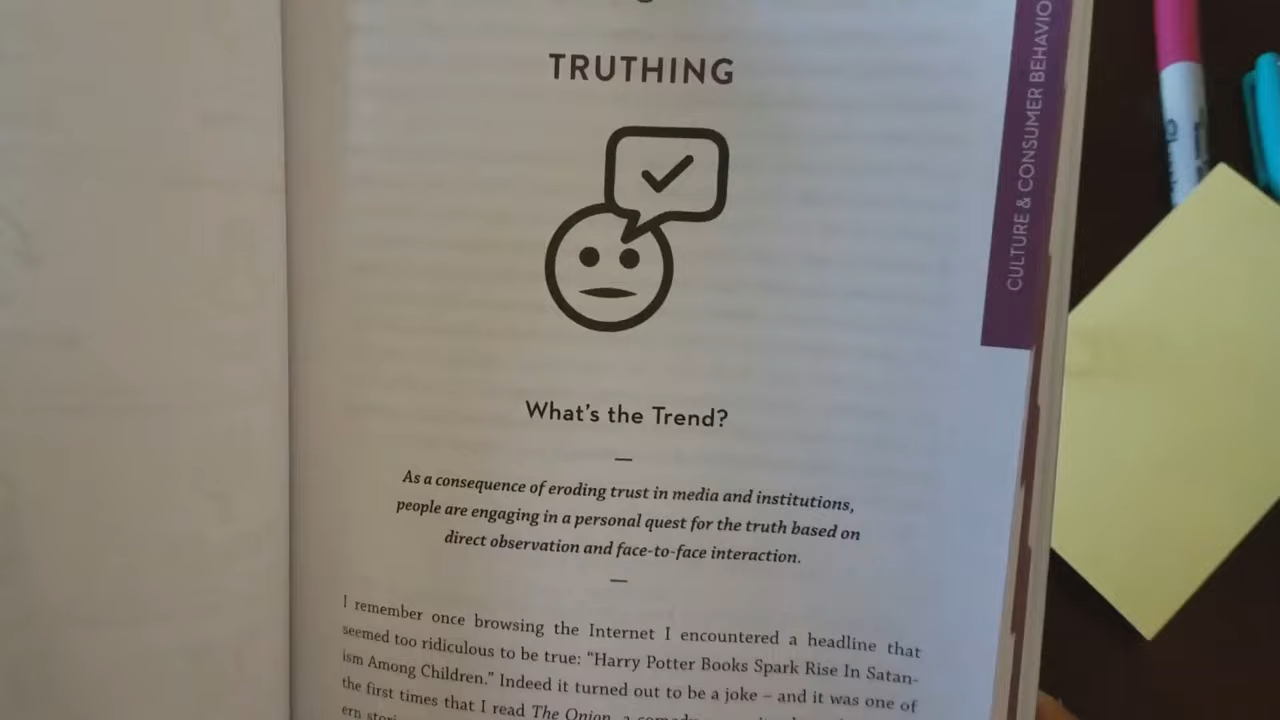 TRUTHING
CULTURE & CONSUMER BEHAVIO
What's the Trend?
As a consequence of eroding trust in media and institutions,
people are engaging in a personal quest for the truth based on
direct observation and face-to-face interaction.
I remember once browsing the Internet I encountered a headline that
seemed too ridiculous to be true: “Harry Potter Books Spark Rise In Satan-
ism Among Children.” Indeed it turned out to be a joke – and it was one of
the first times that I read The Onion, a
ern